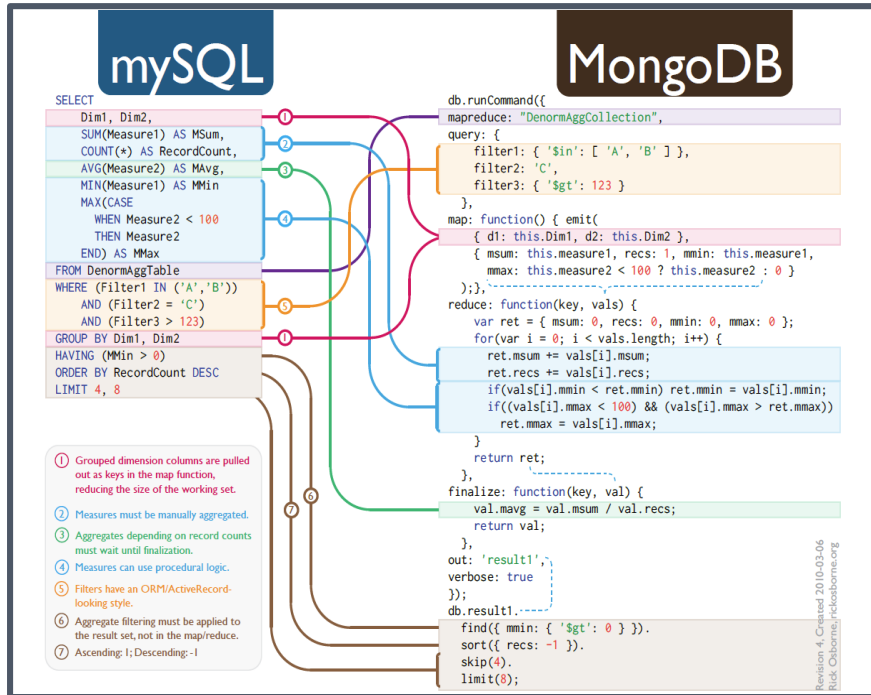 mySQL
SELECT
Dim1, Dim2,
SUM(Measure1) AS MSum,
COUNT(*) AS RecordCount,
AVG(Measure2) AS MAvg,
MIN(Measure1) AS MMin
MAX(CASE
WHEN Measure2 < 100
THEN Measure2
END) AS MMax
FROM DenormAggTable
WHERE (Filter1 IN ('A','B'))
AND (Filter2 = 'C')
AND (Filter3 > 123)
GROUP BY Dim1, Dim2
HAVING (MMin > 0)
ORDER BY RecordCount DESC
LIMIT 4, 8
1
2
3
4
5
1
6
7
1 Grouped dimension columns are pulled
out as keys in the map function,
reducing the size of the working set.
2 Measures must be manually aggregated.
3 Aggregates depending on record counts
must wait until finalization.
4 Measures can use procedural logic.
5 Filters have an ORM/ActiveRecord-
looking style.
6 Aggregate filtering must be applied to
the result set, not in the map/reduce.
7 Ascending: 1; Descending: -1
MongoDB
db.runCommand({
mapreduce: "DenormAggCollection",
query: {
filter1: { '$in': [ 'A', 'B' ] },
filter2: 'C',
filter3: { '$gt': 123 }
},
map: function() { emit(
{ d1: this.Dim1, d2: this.Dim2 },
{ msum: this.measure1, recs: 1, mmin: this.measure1,
mmax: this.measure2 < 100 ? this.measure2 : 0 }
);},
reduce: function(key, vals) {
var ret = { msum: 0, recs: 0, mmin: 0, mmax: 0 };
for(var i = 0; i < vals.length; i++) {
ret.msum += vals[i].msum;
ret.recs += vals[i].recs;
if(vals[i].mmin < ret.mmin) ret.mmin = vals[i].mmin;
if((vals[i].mmax < 100) && (vals[i].mmax > ret.mmax))
ret.mmax = vals[i].mmax;
}
return ret;
},
finalize: function(key, val) {
val.mavg = val.msum / val.recs;
return val;
},
out: 'result1',
verbose: true
});
db.result1.
find({ mmin: { '$gt': 0 } }).
sort({ recs: -1 }).
skip(4).
limit(8);
Revision 4, Created 2010-03-06
Rick Osborne, rickosborne.org